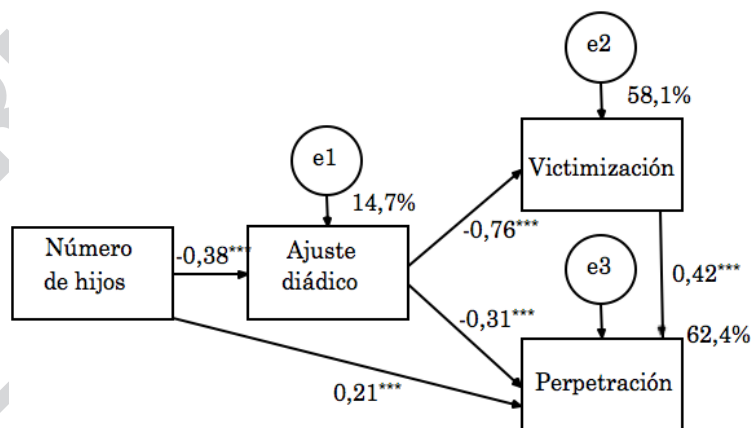 e2
58,1%
Victimización
e1
14,7%
-0,76***
Número
de hijos
-0,38***
Ajuste
diádico
e3
0,42***
-0,31***
62,4%
Perpetración
0,21***